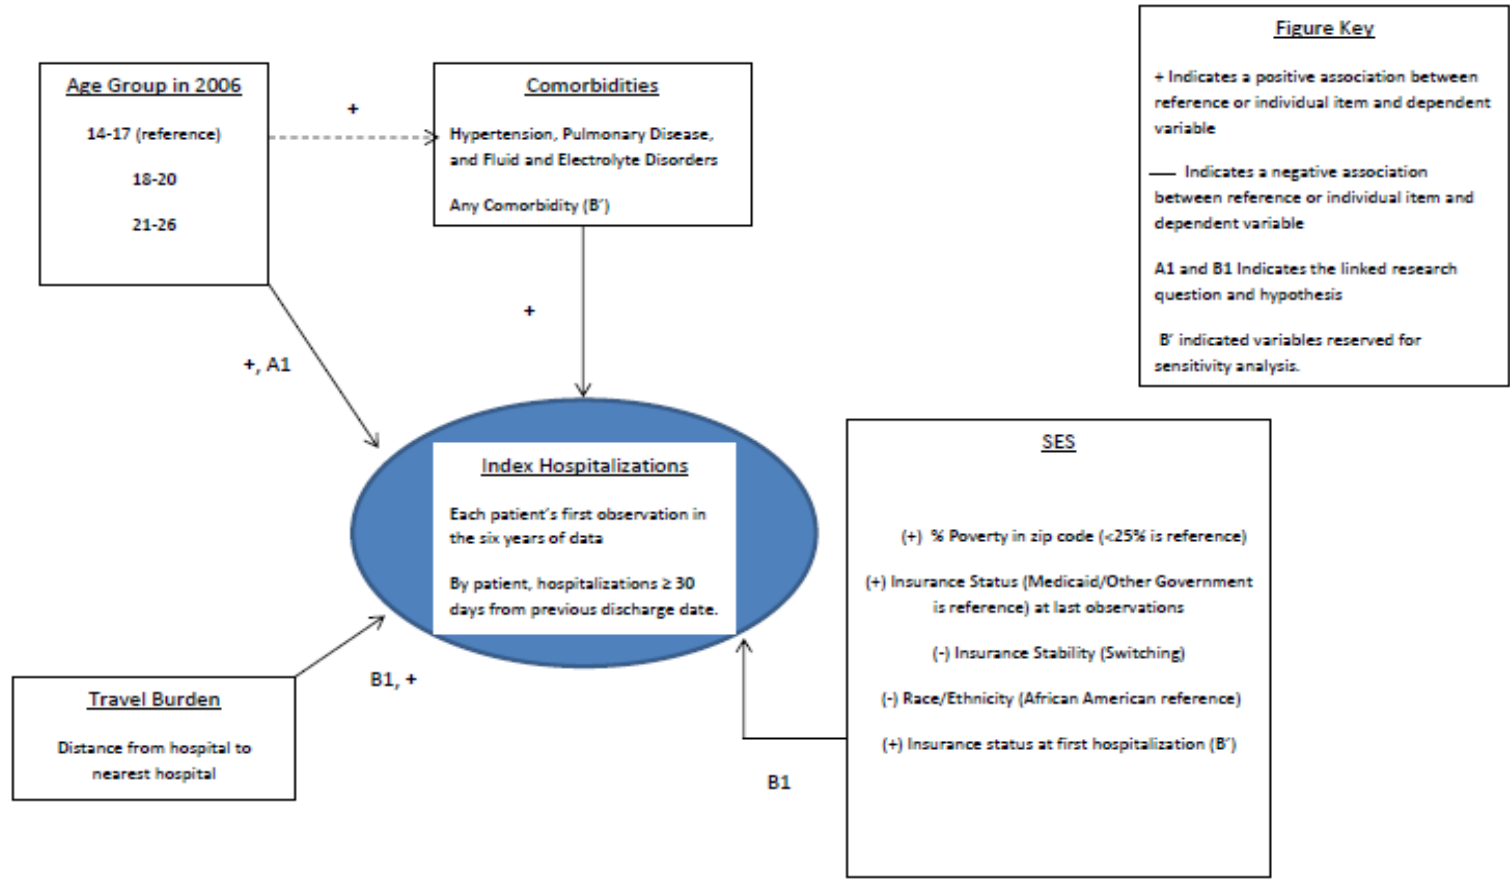 Figure Key
+ Indicates a positive association between
reference or individual item and dependent
variable
— Indicates a negative association
between reference or individual item and
dependent variable
A1 and B1 Indicates the linked research
question and hypothesis
B′ indicated variables reserved for
sensitivity analysis.
Age Group in 2006
14-17 (reference)
18-20
21-26
+
Comorbidities
Hypertension, Pulmonary Disease,
and Fluid and Electrolyte Disorders
Any Comorbidity (B′)
+
+, A1
Index Hospitalizations
Each patient's first observation in
the six years of data
By patient, hospitalizations ≥ 30
days from previous discharge date.
SES
(+) % Poverty in zip code (<25% is reference)
(+) Insurance Status (Medicaid/Other Government
is reference) at last observations
(-) Insurance Stability (Switching)
(-) Race/Ethnicity (African American reference)
(+) Insurance status at first hospitalization (B′)
B1
B1, +
Travel Burden
Distance from hospital to
nearest hospital